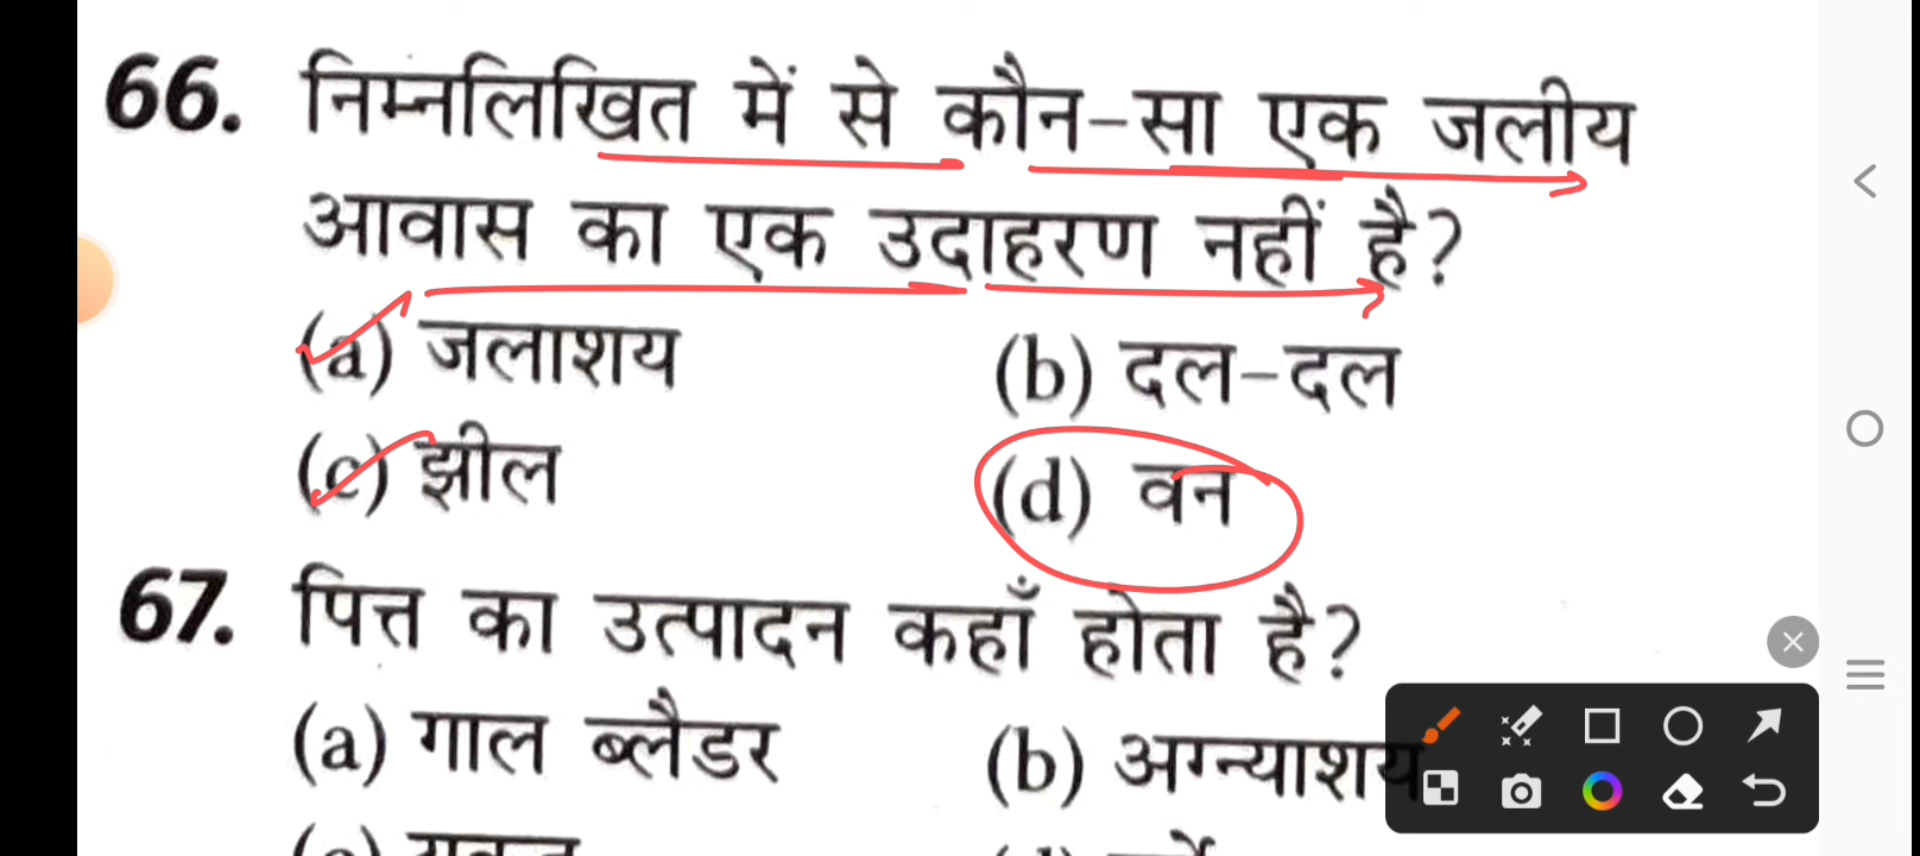 66. निम्नलिखित में से कौन-सा एक जलीय
आवास का एक उदाहरण नहीं है?
(a) जलाशय (b) दल-दल
(c) झील (d) वन
67. पित्त का उत्पादन कहाँ होता है?
(a) गाल ब्लैडर (b) अग्न्याशय